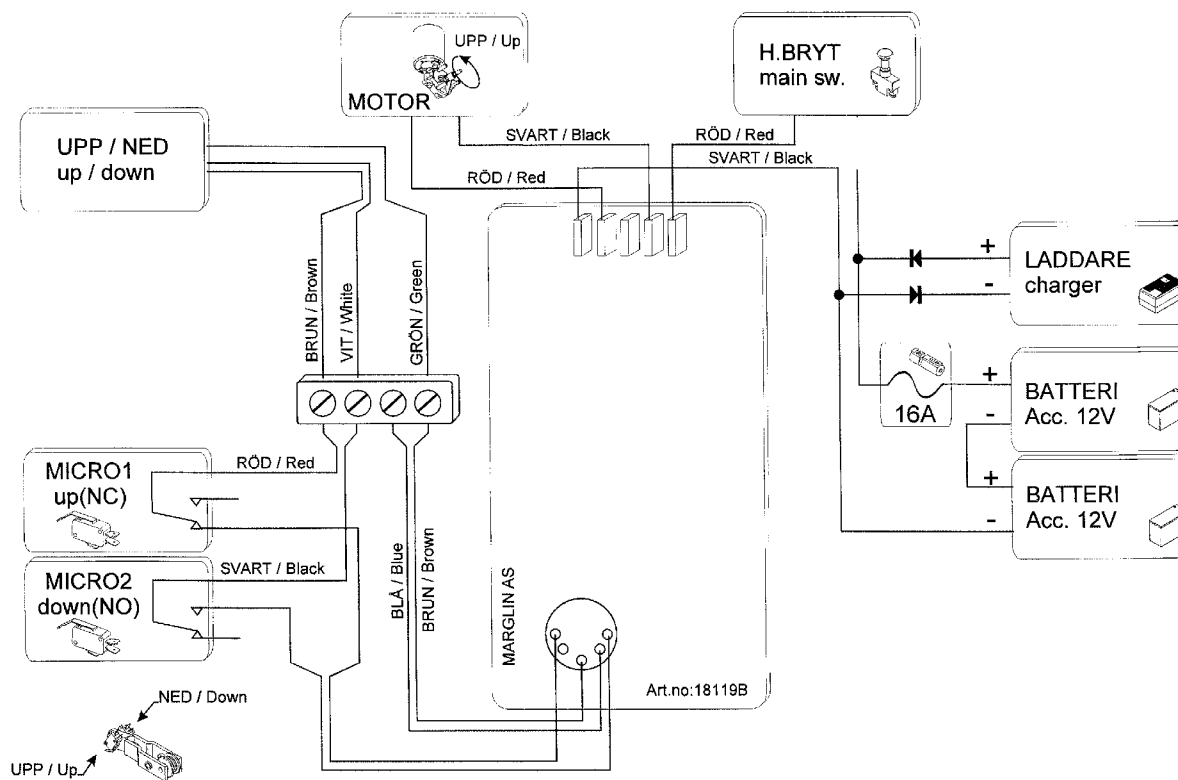 UPP / Up
MOTOR
H.BRYT
main sw.
UPP / NED
up / down
SVART / Black
RÖD / Red
SVART / Black
RÖD / Red
BRUN / Brown
VIT / White
GRÖN / Green
+
-
LADDARE
charger
16A
+
-
BATTERI
Acc. 12V
+
-
BATTERI
Acc. 12V
MICRO1
up(NC)
RÖD / Red
MICRO2
down(NO)
SVART / Black
BLÅ / Blue
BRUN / Brown
MARGLIN AS
Art.no:18119B
NED / Down
UPP / Up